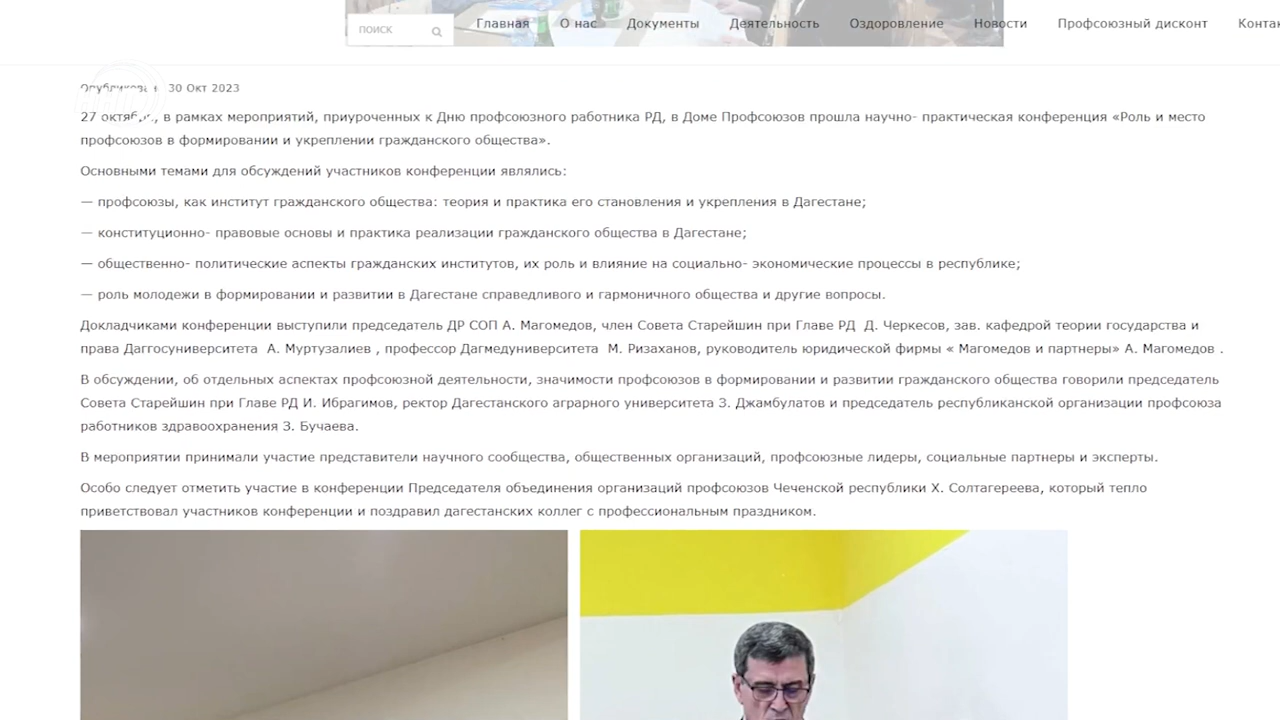 поиск
Главная О нас Документы Деятельность Оздоровление Новости Профсоюзный дисконт
30 Окт 2023
27 октября, в рамках мероприятий, приуроченных к Дню профсоюзного работника РД, в Доме Профсоюзов прошла научно- практическая конференция «Роль и место
профсоюзов в формировании и укреплении гражданского общества».
Основными темами для обсуждений участников конференции являлись:
— профсоюзы, как институт гражданского общества: теория и практика его становления и укрепления в Дагестане;
— конституционно- правовые основы и практика реализации гражданского общества в Дагестане;
— общественно- политические аспекты гражданских институтов, их роль и влияние на социально- экономические процессы в республике;
— роль молодежи в формировании и развитии в Дагестане справедливого и гармоничного общества и другие вопросы.
Докладчиками конференции выступили председатель ДР СОП А. Магомедов, член Совета Старейшин при Главе РД Д. Черкесов, зав. кафедрой теории государства и
права Даггосуниверситета А. Муртузалиев , профессор Дагмедуниверситета М. Ризаханов, руководитель юридической фирмы « Магомедов и партнеры» А. Магомедов .
В обсуждении, об отдельных аспектах профсоюзной деятельности, значимости профсоюзов в формировании и развитии гражданского общества говорили председатель
Совета Старейшин при Главе РД И. Ибрагимов, ректор Дагестанского аграрного университета З. Джамбулатов и председатель республиканской организации профсоюза
работников здравоохранения З. Бучаева.
В мероприятии принимали участие представители научного сообщества, общественных организаций, профсоюзные лидеры, социальные партнеры и эксперты.
Особо следует отметить участие в конференции Председателя объединения организаций профсоюзов Чеченской республики Х. Солтагереева, который тепло
приветствовал участников конференции и поздравил дагестанских коллег с профессиональным праздником.